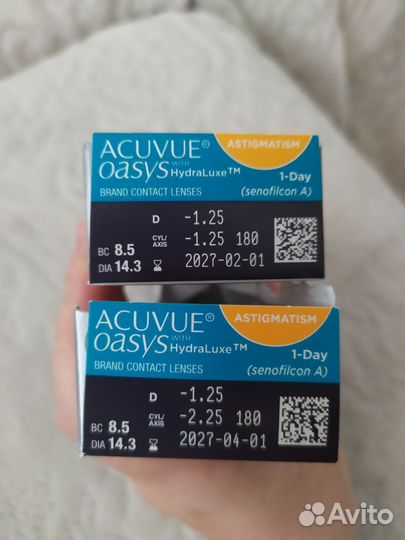 ACUVUE® ASTIGMATISM
OASYS WITH HydraLuxe™ 1-Day
BRAND CONTACT LENSES (senofilcon A)
D -1.25
BC 8.5 CYL/AXIS -1.25 180
DIA 14.3 2027-02-01
ACUVUE® ASTIGMATISM
OASYS WITH HydraLuxe™ 1-Day
BRAND CONTACT LENSES (senofilcon A)
D -1.25
BC 8.5 CYL/AXIS -2.25 180
DIA 14.3 2027-04-01
Avito